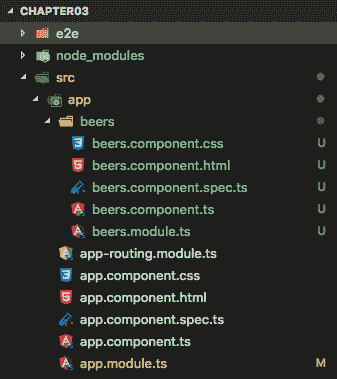 CHAPTER03
e2e
node_modules
src
app
beers
beers.component.css U
beers.component.html U
beers.component.spec.ts U
beers.component.ts U
beers.module.ts U
app-routing.module.ts
app.component.css
app.component.html
app.component.spec.ts
app.component.ts
app.module.ts M